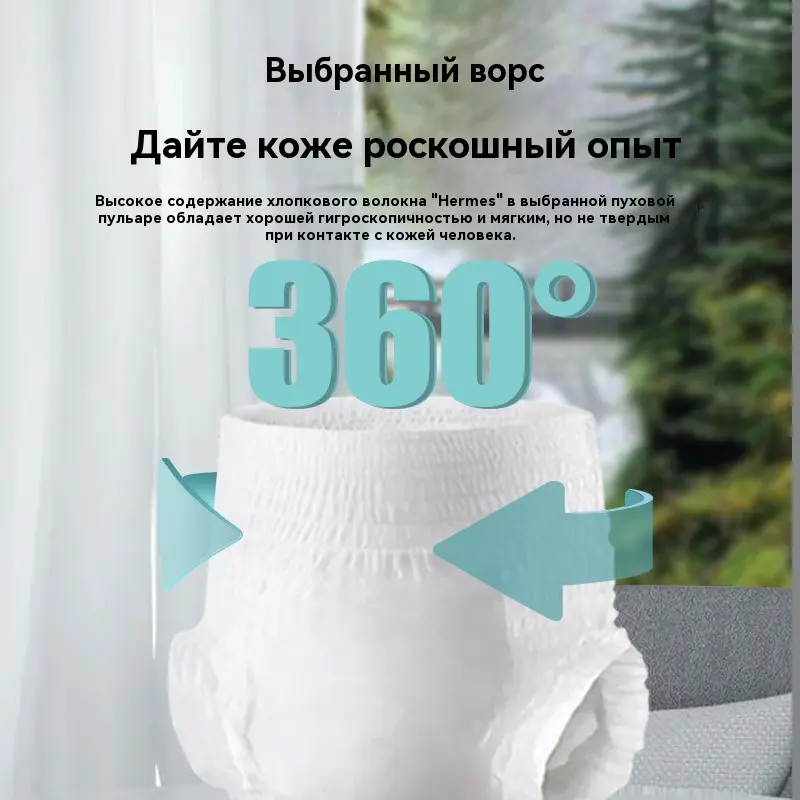 Выбранный ворс
Дайте коже роскошный опыт
Высокое содержание хлопкового волокна "Hermes" в выбранной пуховой
пульаре обладает хорошей гигроскопичностью и мягким, но не твердым
при контакте с кожей человека.
360°